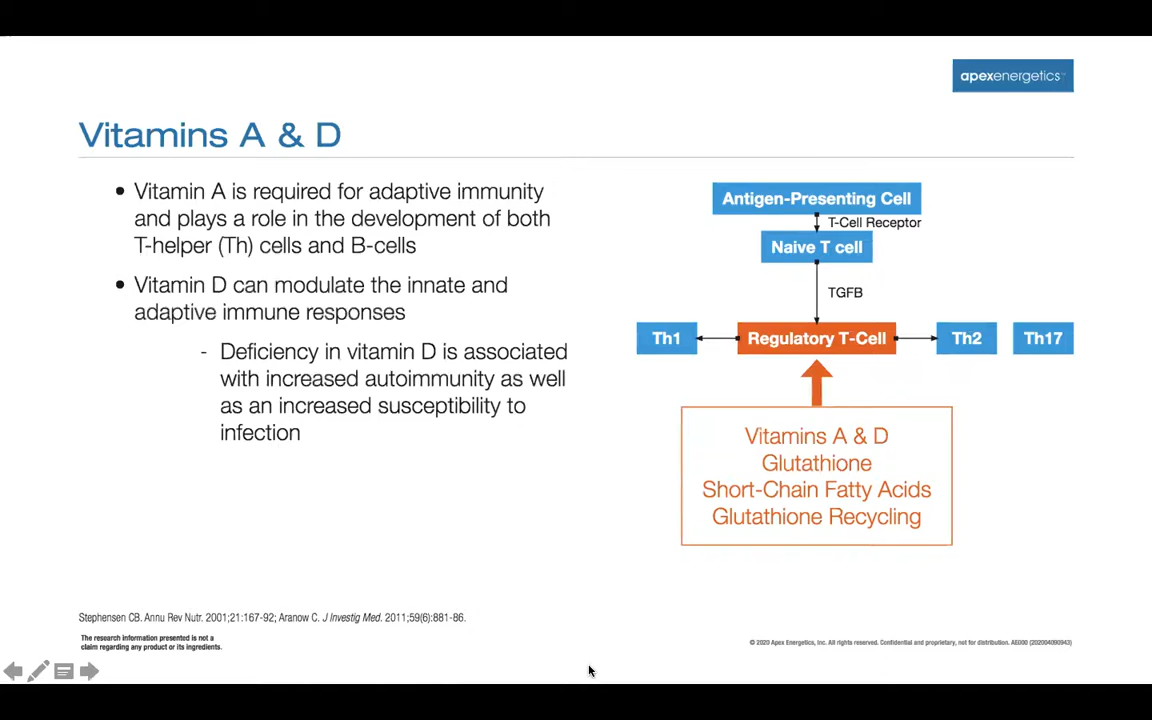 apexenergetics™
Vitamins A & D
• Vitamin A is required for adaptive immunity
and plays a role in the development of both
T-helper (Th) cells and B-cells
• Vitamin D can modulate the innate and
adaptive immune responses
- Deficiency in vitamin D is associated
with increased autoimmunity as well
as an increased susceptibility to
infection
Antigen-Presenting Cell
T-Cell Receptor
Naive T cell
TGFB
Th1
Regulatory T-Cell
Th2
Th17
Vitamins A & D
Glutathione
Short-Chain Fatty Acids
Glutathione Recycling
Stephensen CB. Annu Rev Nutr. 2001;21:167-92; Aranow C. J Investig Med. 2011;59(6):881-86.
The research information presented is not a
claim regarding any product or its ingredients.
© 2020 Apex Energetics, Inc. All rights reserved. Confidential and proprietary, not for distribution. AE000 (202004090943)